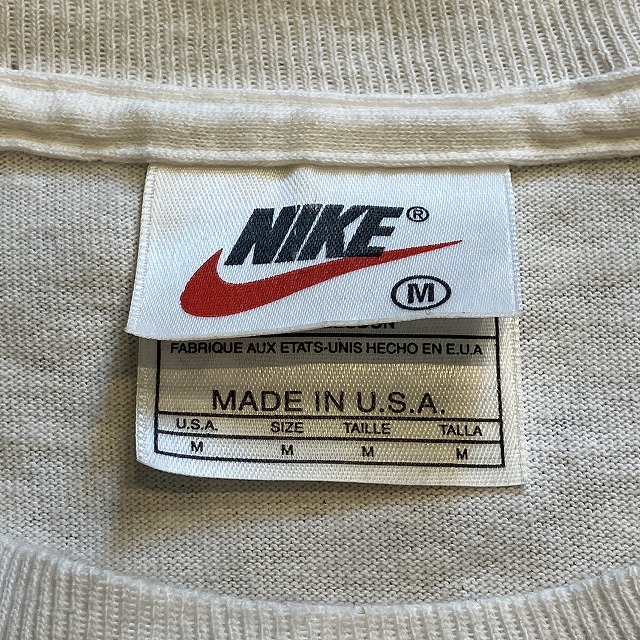 NIKE®
M
FABRIQUE AUX ETATS-UNIS HECHO EN E.U.A
MADE IN U.S.A.
U.S.A. SIZE TAILLE TALLA
M M M M